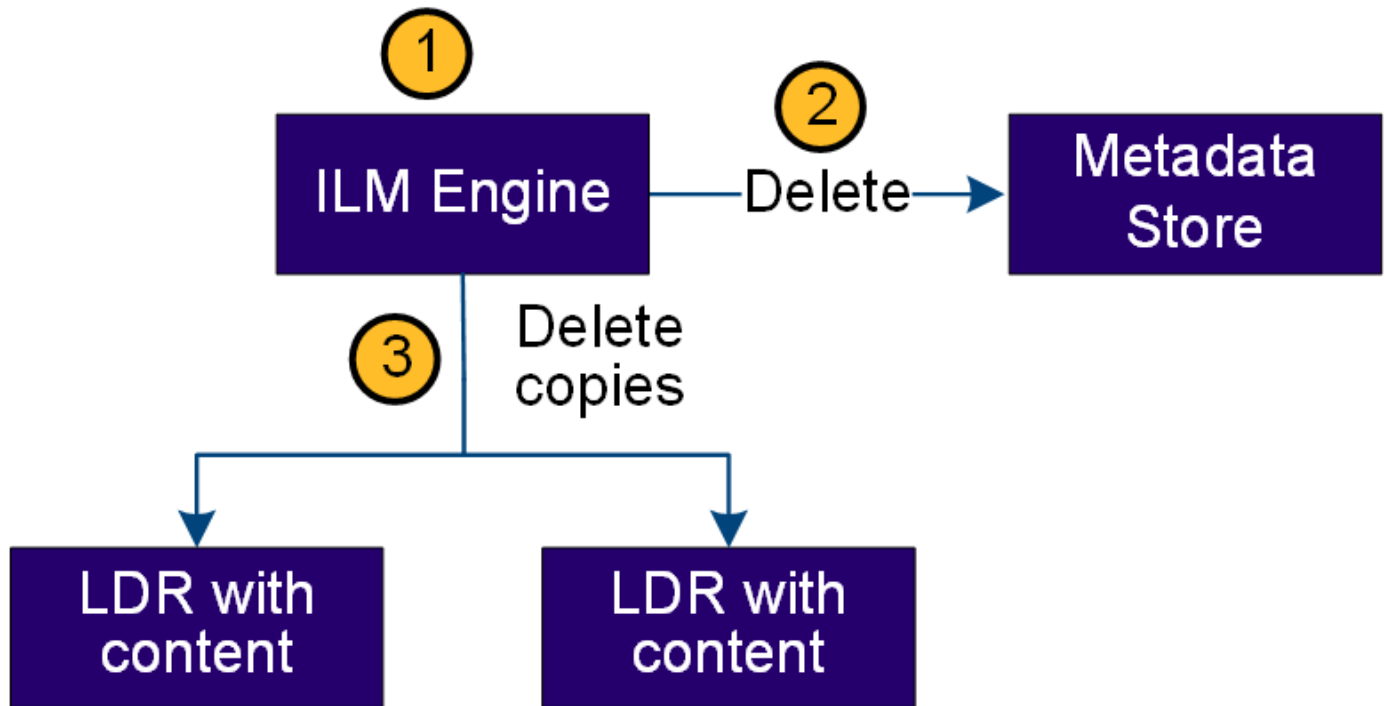 1
2
ILM Engine
Delete
Metadata
Store
3
Delete
copies
LDR with
content
LDR with
content